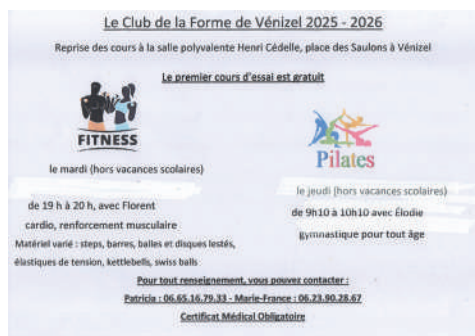 Le Club de la Forme de Vénizel 2025 - 2026
Reprise des cours à la salle polyvalente Henri Cédelle, place des Saulons à Vénizel
Le premier cours d'essai est gratuit
FITNESS
le mardi (hors vacances scolaires)
de 19 h à 20 h, avec Florent
cardio, renforcement musculaire
Matériel varié : steps, barres, balles et disques lestés,
élastiques de tension, kettlebells, swiss balls
Pilates
le jeudi (hors vacances scolaires)
de 9h10 à 10h10 avec Élodie
gymnastique pour tout âge
Pour tout renseignement, vous pouvez contacter :
Patricia : 06.65.16.79.33 - Marie-France : 06.23.90.28.67
Certificat Médical Obligatoire